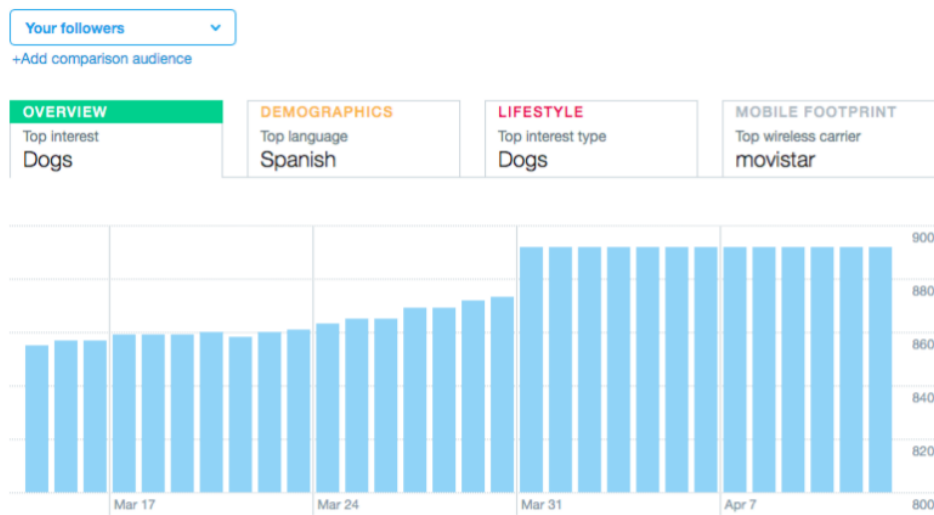 Your followers
+Add comparison audience
OVERVIEW
Top interest
Dogs
DEMOGRAPHICS
Top language
Spanish
LIFESTYLE
Top interest type
Dogs
MOBILE FOOTPRINT
Top wireless carrier
movistar
900
880
860
840
820
800
Mar 17
Mar 24
Mar 31
Apr 7